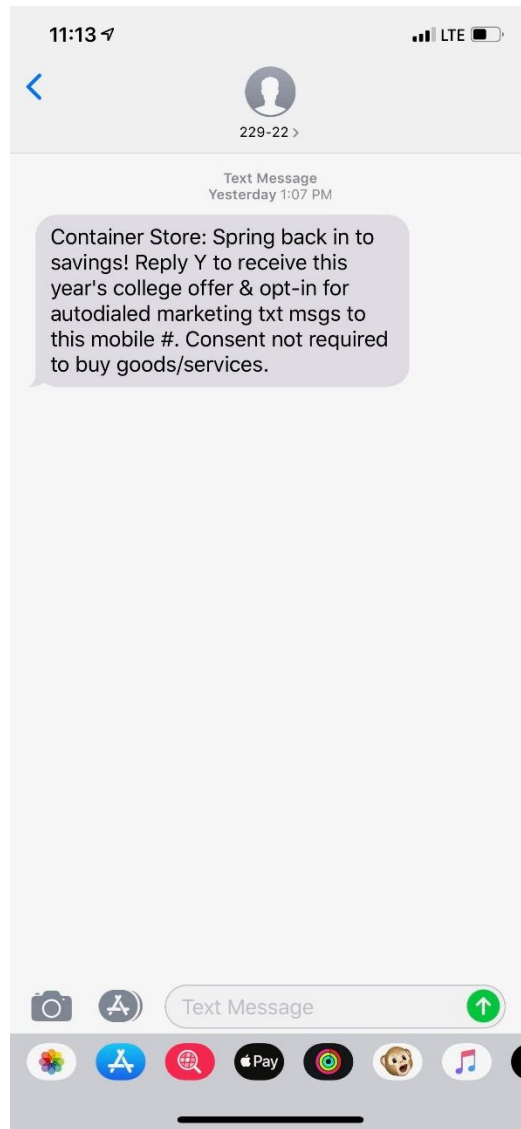 11:13
LTE
229-22 >
Text Message
Yesterday 1:07 PM
Container Store: Spring back in to
savings! Reply Y to receive this
year's college offer & opt-in for
autodialed marketing txt msgs to
this mobile #. Consent not required
to buy goods/services.
Text Message
Pay